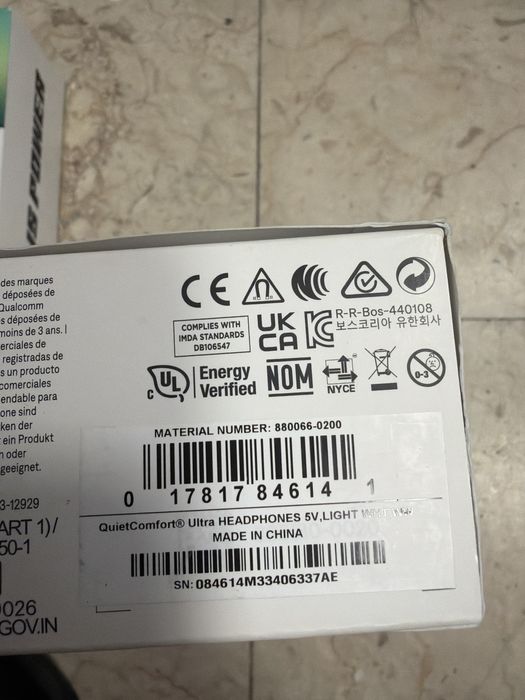 des marques
déposées de
Qualcomm
s déposées de
moins de 3 ans. |
erciales de
registradas de
s un producto
comerciales
endable para
one sind
ken der
ein Produkt
n oder
geeignet.
3-12929
ART 1)/
50-1
0026
GOV.IN
CE
R-R-Bos-440108
보스코리아 유한회사
COMPLIES WITH
IMDA STANDARDS
DB106547
UK
CA
c UL
Energy
Verified
NOM
NYCE
0-3
MATERIAL NUMBER: 880066-0200
0 17817 84614 1
QuietComfort® Ultra HEADPHONES 5V,LIGHT
MADE IN CHINA
SN: 084614M33406337AE